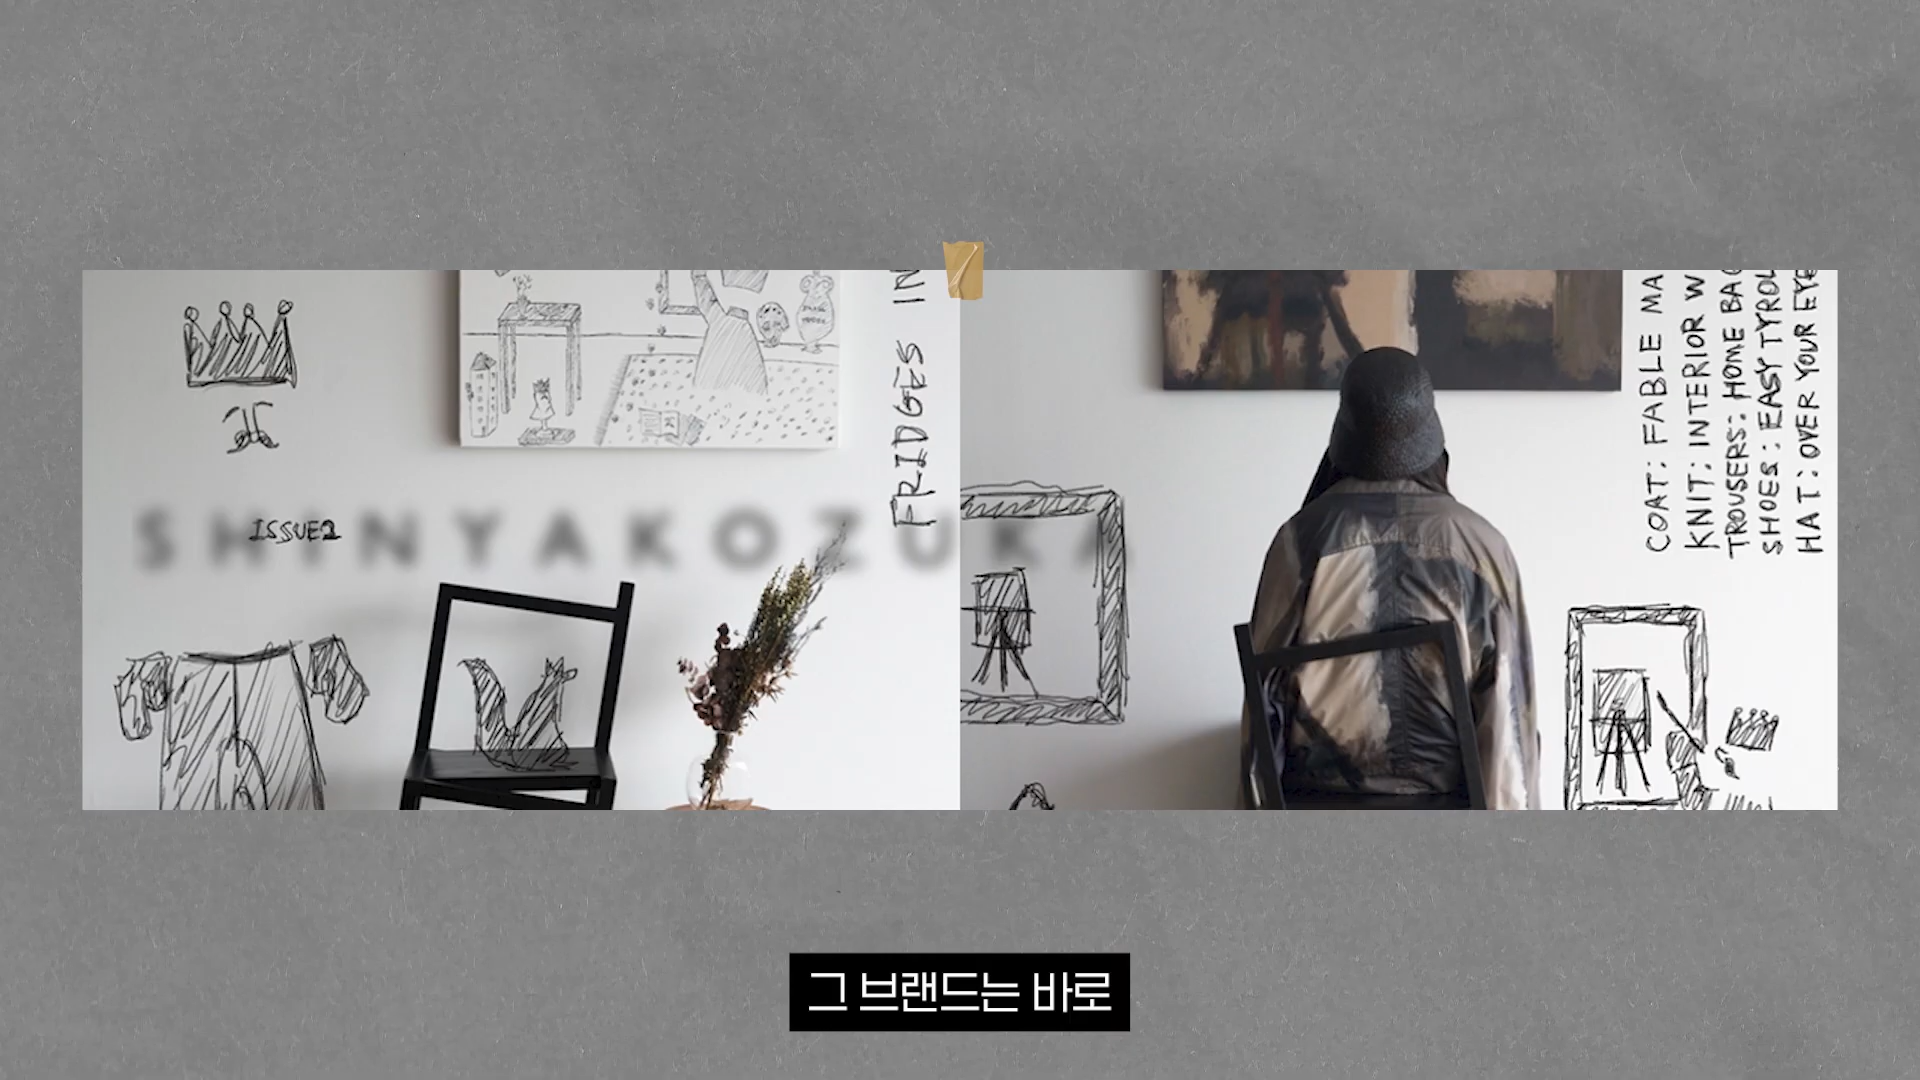 SHINYAKOZUKA
ISSUE2
FRIDGES IN
COAT: FABLE MA
KNIT: INTERIOR W
TROUSERS: HOME BAC
SHOES: EASY TYROL
HAT: OVER YOUR EYE
그 브랜드는 바로